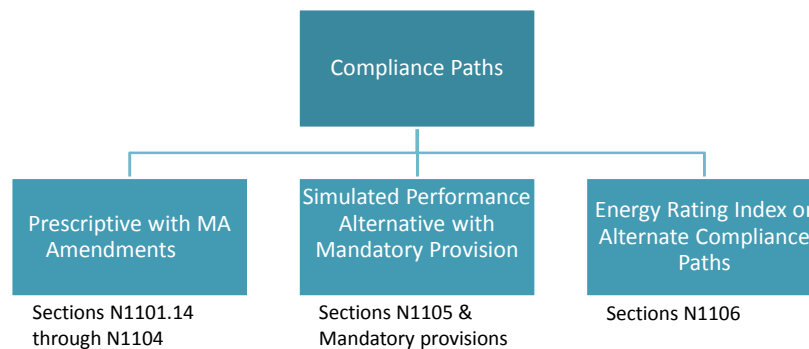 Compliance Paths
Prescriptive with MA
Amendments
Simulated Performance
Alternative with
Mandatory Provision
Energy Rating Index or
Alternate Compliance
Paths
Sections N1101.14
through N1104
Sections N1105 &
Mandatory provisions
Sections N1106